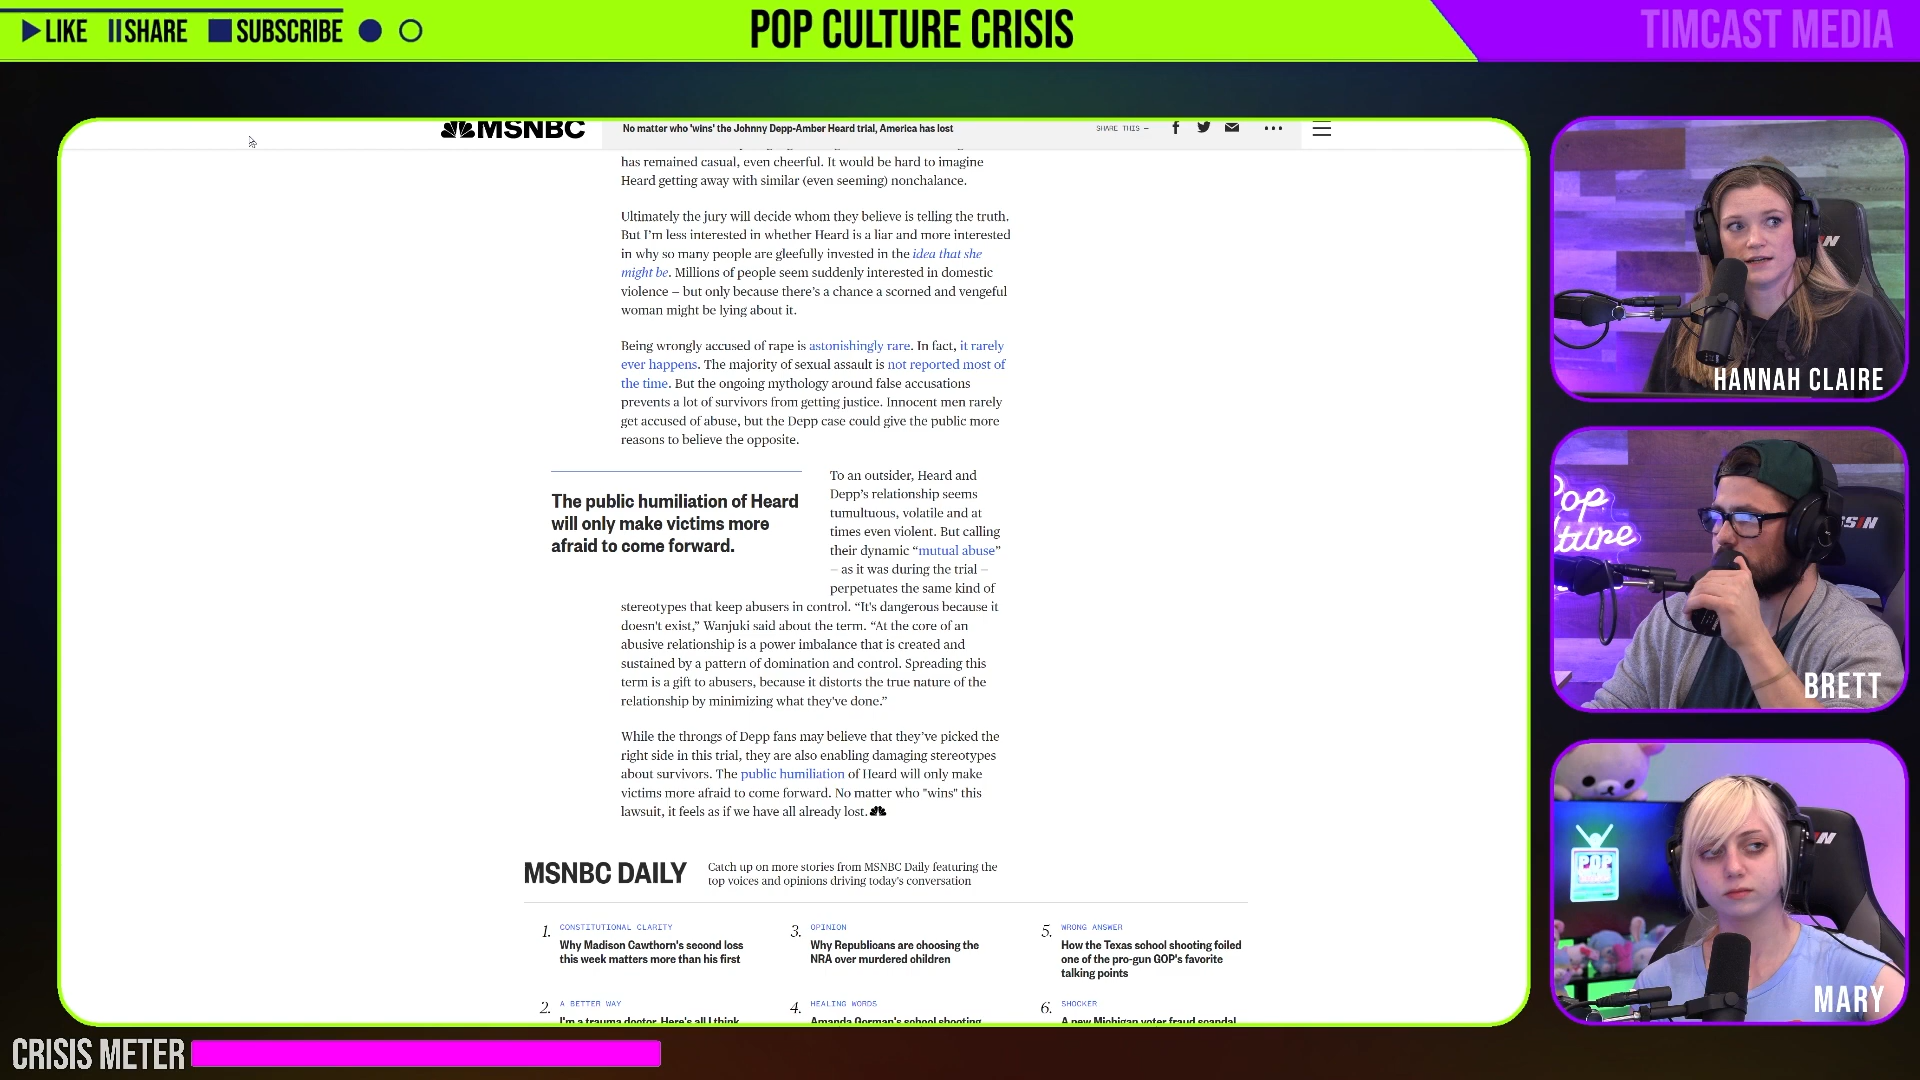 LIKE SHARE SUBSCRIBE
POP CULTURE CRISIS
TIMCAST MEDIA
MSNBC
No matter who 'wins' the Johnny Depp-Amber Heard trial, America has lost
SHARE THIS —
has remained casual, even cheerful. It would be hard to imagine
Heard getting away with similar (even seeming) nonchalance.
Ultimately the jury will decide whom they believe is telling the truth.
But I'm less interested in whether Heard is a liar and more interested
in why so many people are gleefully invested in the idea that she
might be. Millions of people seem suddenly interested in domestic
violence — but only because there's a chance a scorned and vengeful
woman might be lying about it.
Being wrongly accused of rape is astonishingly rare. In fact, it rarely
ever happens. The majority of sexual assault is not reported most of
the time. But the ongoing mythology around false accusations
prevents a lot of survivors from getting justice. Innocent men rarely
get accused of abuse, but the Depp case could give the public more
reasons to believe the opposite.
The public humiliation of Heard
will only make victims more
afraid to come forward.
To an outsider, Heard and
Depp's relationship seems
tumultuous, volatile and at
times even violent. But calling
their dynamic “mutual abuse”
— as it was during the trial —
perpetuates the same kind of
stereotypes that keep abusers in control. “It's dangerous because it
doesn't exist,” Wanjuki said about the term. “At the core of an
abusive relationship is a power imbalance that is created and
sustained by a pattern of domination and control. Spreading this
term is a gift to abusers, because it distorts the true nature of the
relationship by minimizing what they've done.”
While the throngs of Depp fans may believe that they've picked the
right side in this trial, they are also enabling damaging stereotypes
about survivors. The public humiliation of Heard will only make
victims more afraid to come forward. No matter who "wins" this
lawsuit, it feels as if we have all already lost.
MSNBC DAILY
Catch up on more stories from MSNBC Daily featuring the
top voices and opinions driving today's conversation
1. CONSTITUTIONAL CLARITY
Why Madison Cawthorn's second loss
this week matters more than his first
3. OPINION
Why Republicans are choosing the
NRA over murdered children
5. WRONG ANSWER
How the Texas school shooting foiled
one of the pro-gun GOP's favorite
talking points
2. A BETTER WAY
I'm a trauma doctor. Here's all I think
4. HEALING WORDS
Amanda Gorman's school shooting
6. SHOCKER
A new Michigan voter fraud scandal
HANNAH CLAIRE
Pop
BRETT
POP
MARY
CRISIS METER